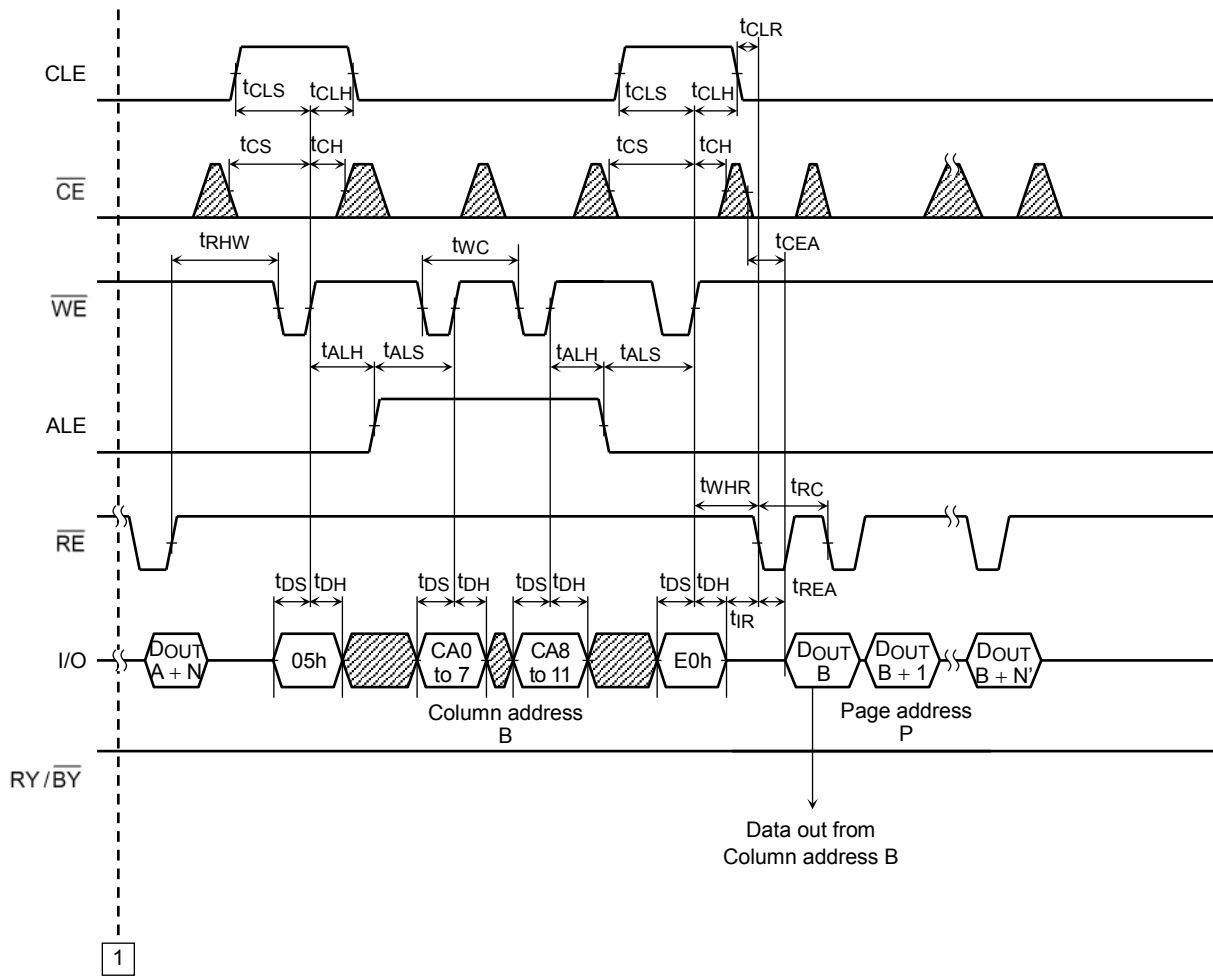 tCLR
CLE
tCLS tCLH tCLS tCLH
tCS tCH tCS tCH
CE
tCEA
tRHW tWC
WE
tALH tALS tALH tALS
ALE
tWHR tRC
RE
tDS tDH tDS tDH tDS tDH tDS tDH tREA
tIR
I/O
DOUT
A + N
05h
CA0
to 7
CA8
to 11
E0h
DOUT
B
DOUT
B + 1
DOUT
B + N’
Column address
B
Page address
P
RY/BY
Data out from
Column address B
1